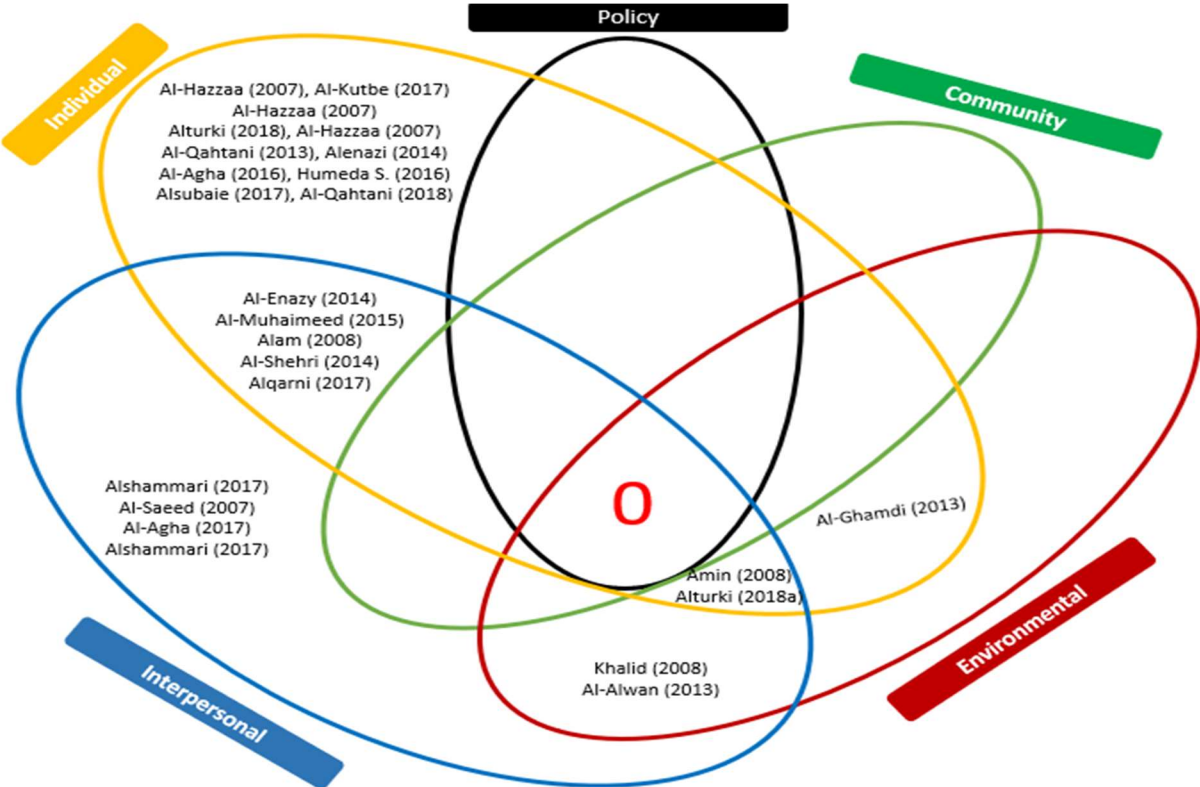 Policy
Individual
Community
Al-Hazzaa (2007), Al-Kutbe (2017)
Al-Hazzaa (2007)
Alturki (2018), Al-Hazzaa (2007)
Al-Qahtani (2013), Alenazi (2014)
Al-Agha (2016), Humeda S. (2016)
Alsubaie (2017), Al-Qahtani (2018)
Al-Enazy (2014)
Al-Muhaimeed (2015)
Alam (2008)
Al-Shehri (2014)
Alqarni (2017)
Alshammari (2017)
Al-Saeed (2007)
Al-Agha (2017)
Alshammari (2017)
0
Al-Ghamdi (2013)
Amin (2008)
Alturki (2018a)
Khalid (2008)
Al-Alwan (2013)
Interpersonal
Environmental